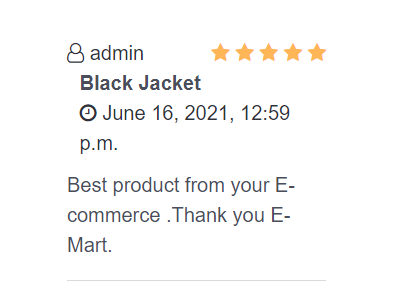 admin
Black Jacket
June 16, 2021, 12:59
p.m.
Best product from your E-
commerce .Thank you E-
Mart.